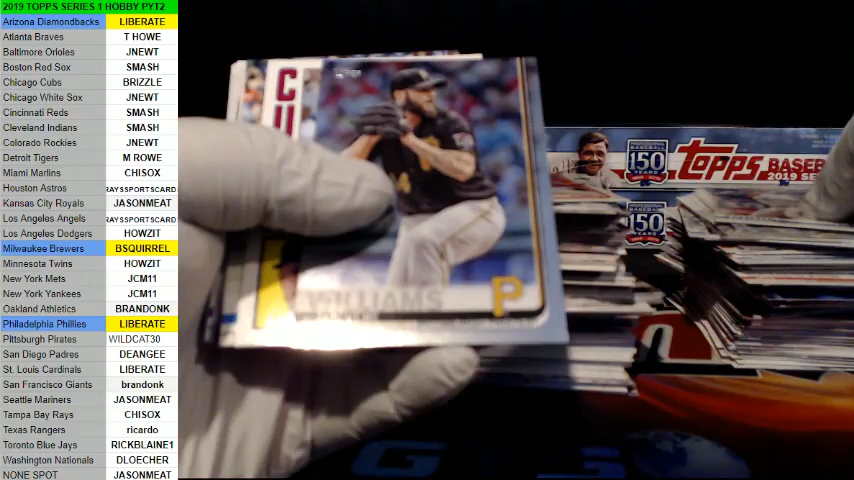 2019 TOPPS SERIES 1 HOBBY PYT2
Arizona Diamondbacks LIBERATE
Atlanta Braves T HOWE
Baltimore Orioles JNEWT
Boston Red Sox SMASH
Chicago Cubs BRIZZLE
Chicago White Sox JNEWT
Cincinnati Reds SMASH
Cleveland Indians SMASH
Colorado Rockies JNEWT
Detroit Tigers M ROWE
Miami Marlins CHISOX
Houston Astros RAYSSPORTSCARD
Kansas City Royals JASONMEAT
Los Angeles Angels RAYSSPORTSCARD
Los Angeles Dodgers HOWZIT
Milwaukee Brewers BSQUIRREL
Minnesota Twins HOWZIT
New York Mets JCM11
New York Yankees JCM11
Oakland Athletics BRANDONK
Philadelphia Phillies LIBERATE
Pittsburgh Pirates WILDCAT30
San Diego Padres DEANGEE
St. Louis Cardinals LIBERATE
San Francisco Giants brandonk
Seattle Mariners JASONMEAT
Tampa Bay Rays CHISOX
Texas Rangers ricardo
Toronto Blue Jays RICKBLAINE1
Washington Nationals DLOECHER
NONE SPOT JASONMEAT
CU
WILLIAMS
P
150
YEARS
TOPPS
BASEB
2019 SE
150
YEARS
G